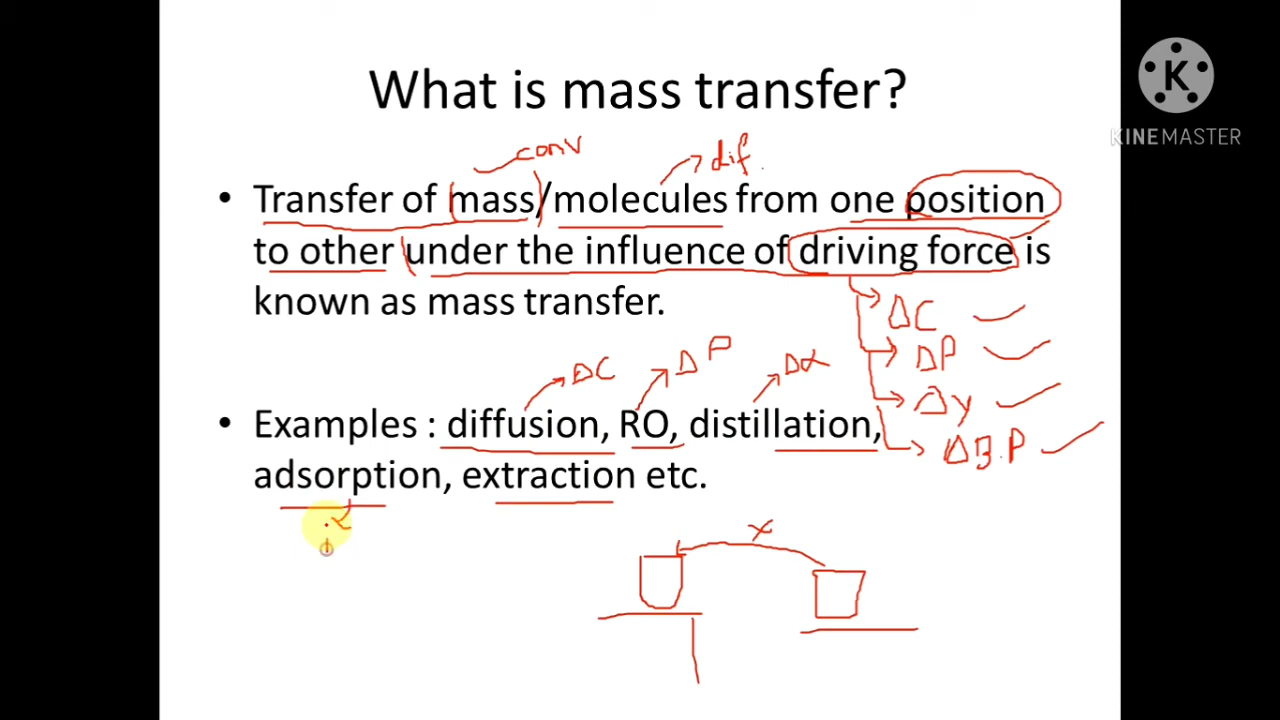 What is mass transfer?
conv
dif.
• Transfer of mass/molecules from one position
to other under the influence of driving force is
known as mass transfer.
ΔC
ΔP
Δy
ΔB.P
ΔC
ΔP
Δα
• Examples : diffusion, RO, distillation,
adsorption, extraction etc.
x
K
KINEMASTER